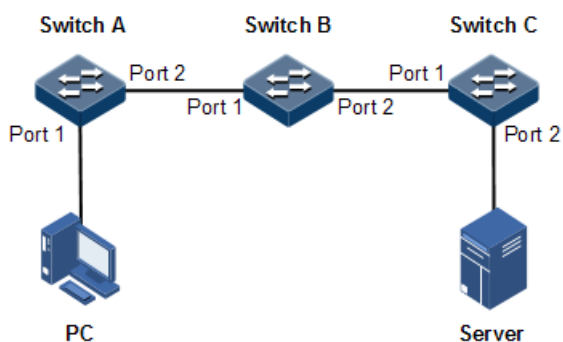 Switch A
Switch B
Switch C
Port 2
Port 1
Port 1
Port 2
Port 1
Port 2
PC
Server